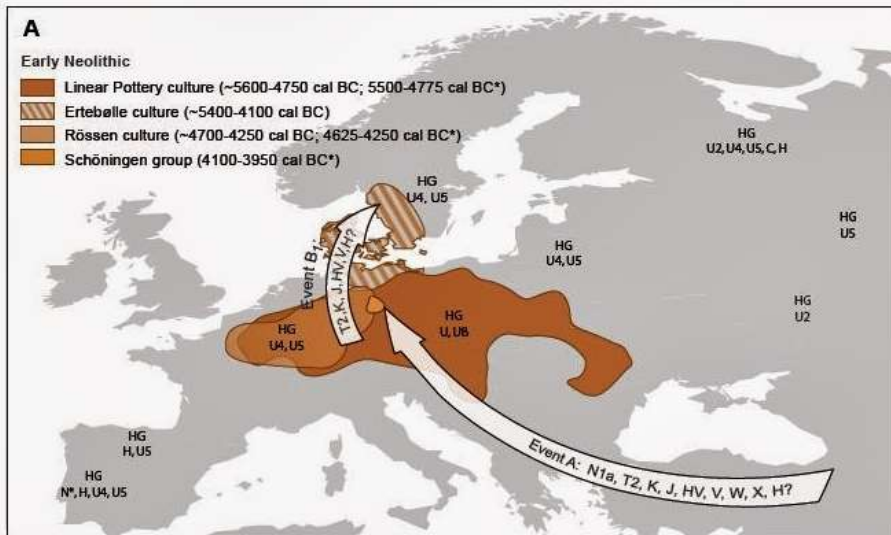 A
Early Neolithic
Linear Pottery culture (~5600-4750 cal BC; 5500-4775 cal BC*)
Ertebølle culture (~5400-4100 cal BC)
Rössen culture (~4700-4250 cal BC; 4625-4250 cal BC*)
Schöningen group (4100-3950 cal BC*)
HG
U2, U4, U5, C, H
HG
U4, U5
HG
U5
HG
U4, U5
Event B1:
T2, K, J, HV, V, H?
HG
U2
HG
U, U8
HG
U4, U5
HG
H, U5
HG
N*, H, U4, U5
Event A: N1a, T2, K, J, HV, V, W, X, H?